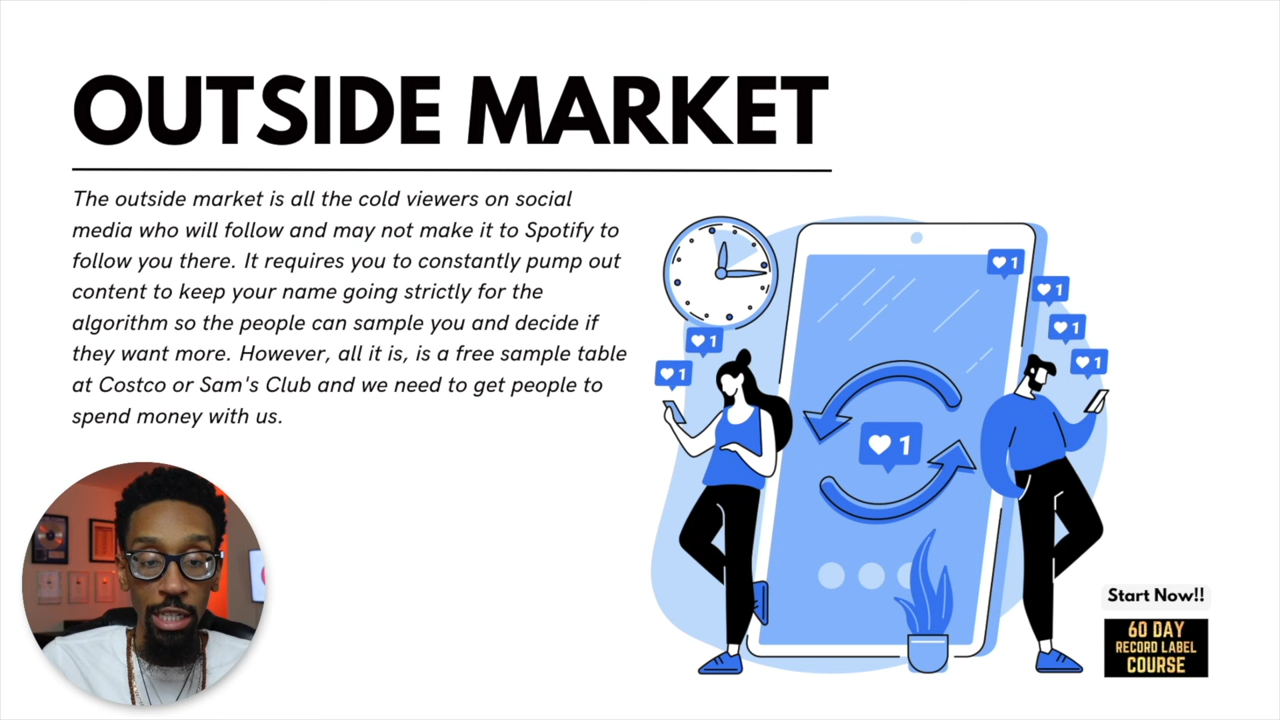 OUTSIDE MARKET
The outside market is all the cold viewers on social
media who will follow and may not make it to Spotify to
follow you there. It requires you to constantly pump out
content to keep your name going strictly for the
algorithm so the people can sample you and decide if
they want more. However, all it is, is a free sample table
at Costco or Sam's Club and we need to get people to
spend money with us.
1
1
1
1
1
1
1
Start Now!!
60 DAY
RECORD LABEL
COURSE